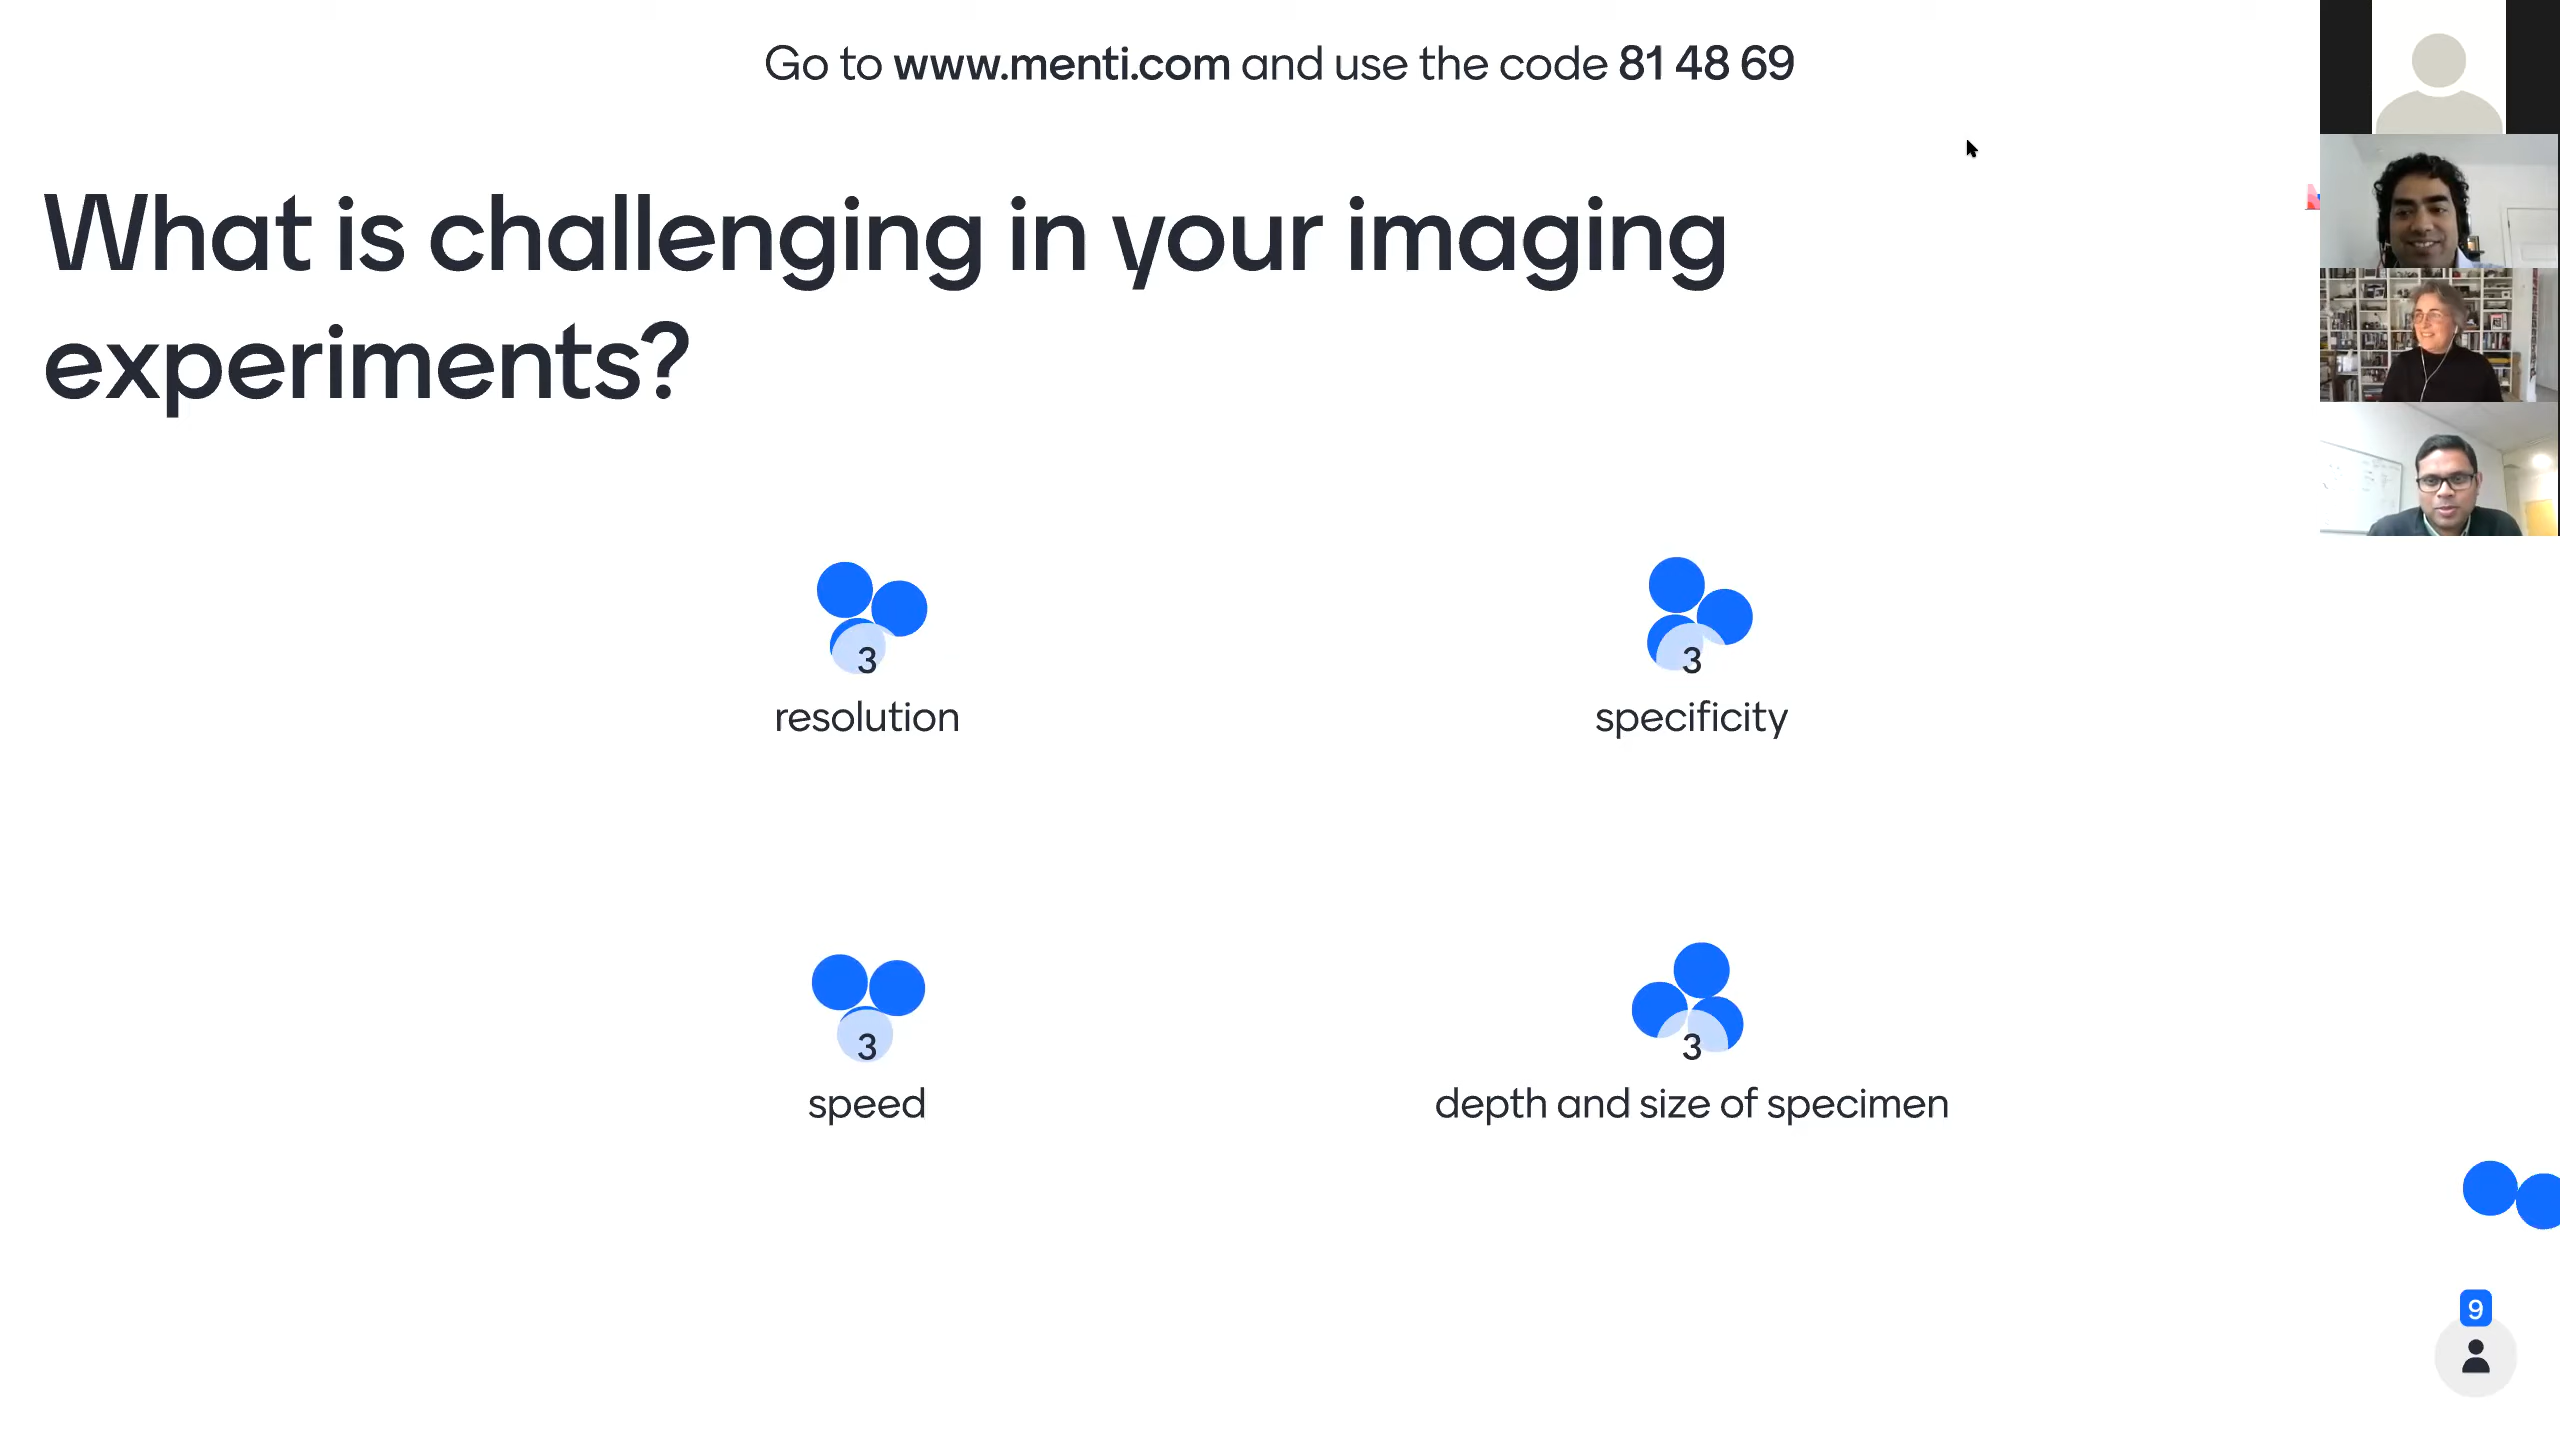 Go to www.menti.com and use the code 81 48 69
What is challenging in your imaging
experiments?
3
resolution
3
specificity
3
speed
3
depth and size of specimen
9